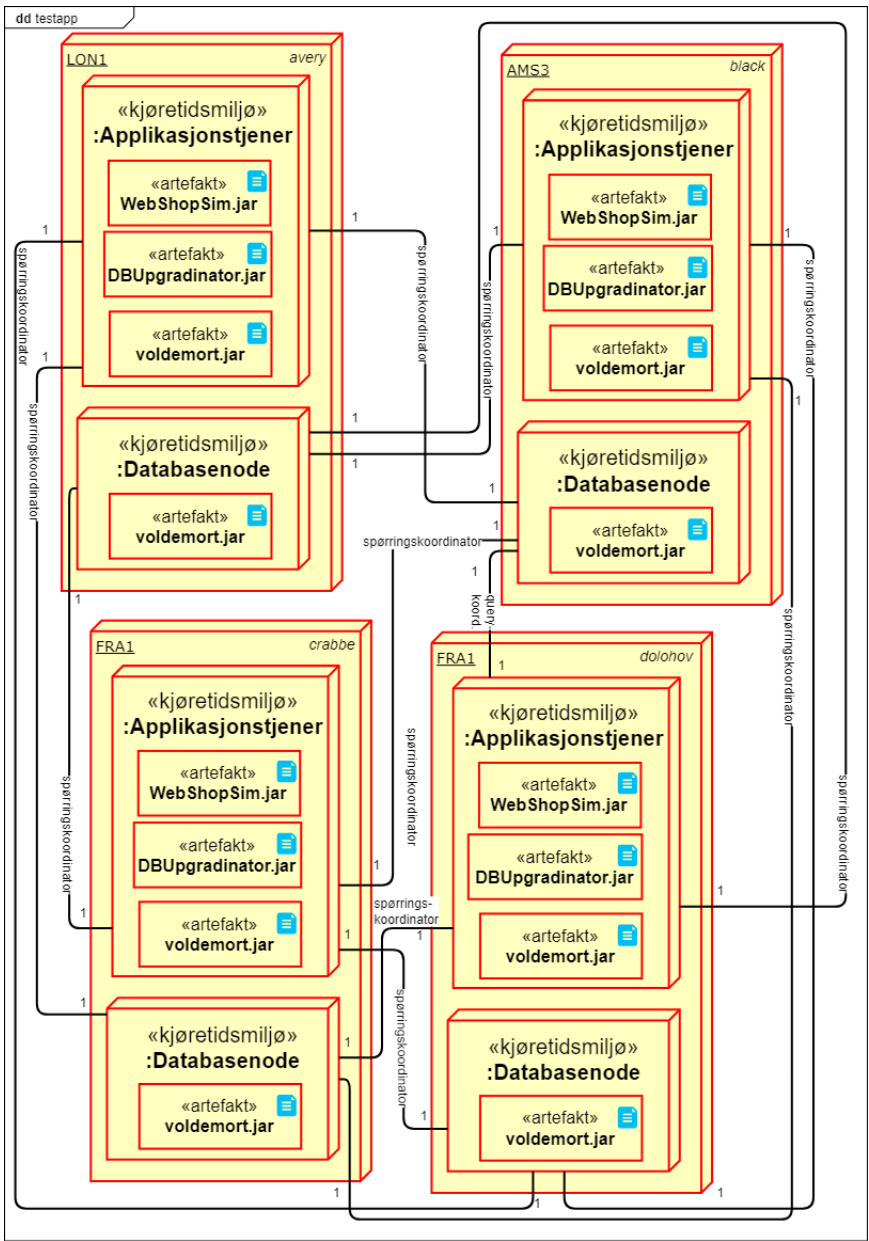 dd testapp
LON1
avery
«kjøretidsmiljø»
:Applikasjonstjener
«artefakt»
WebShopSim.jar
«artefakt»
DBUpgradinator.jar
«artefakt»
voldemort.jar
«kjøretidsmiljø»
:Databasenode
«artefakt»
voldemort.jar
AMS3
black
«kjøretidsmiljø»
:Applikasjonstjener
«artefakt»
WebShopSim.jar
«artefakt»
DBUpgradinator.jar
«artefakt»
voldemort.jar
«kjøretidsmiljø»
:Databasenode
«artefakt»
voldemort.jar
1
spørringskoordinator
1
spørringskoordinator
1
spørringskoordinator
1
1
1
spørringskoordinator
1
spørringskoordinator
1
spørringskoordinator
1
1
spørringskoordinator
1
query
koord.
1
1
spørringskoordinator
FRA1
crabbe
«kjøretidsmiljø»
:Applikasjonstjener
«artefakt»
WebShopSim.jar
«artefakt»
DBUpgradinator.jar
«artefakt»
voldemort.jar
«kjøretidsmiljø»
:Databasenode
«artefakt»
voldemort.jar
FRA1
dolohov
«kjøretidsmiljø»
:Applikasjonstjener
«artefakt»
WebShopSim.jar
«artefakt»
DBUpgradinator.jar
«artefakt»
voldemort.jar
«kjøretidsmiljø»
:Databasenode
«artefakt»
voldemort.jar
spørringskoordinator
spørringskoordinator
spørringskoordinator
1
1
1
spørrings-
koordinator
1
1
1
1
spørringskoordinator
1
1
1
1